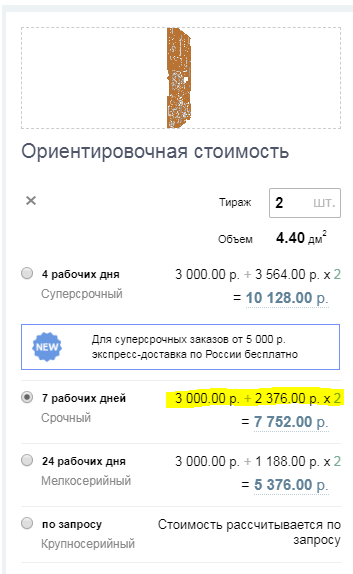 Ориентировочная стоимость
× Тираж 2 шт.
Объем 4.40 дм²
4 рабочих дня 3 000.00 р. + 3 564.00 р. x 2
Суперсрочный = 10 128.00 р.
NEW Для суперсрочных заказов от 5 000 р.
экспресс-доставка по России бесплатно
7 рабочих дней 3 000.00 р. + 2 376.00 р. x 2
Срочный = 7 752.00 р.
24 рабочих дня 3 000.00 р. + 1 188.00 р. x 2
Мелкосерийный = 5 376.00 р.
по запросу Стоимость рассчитывается по
Крупносерийный запросу